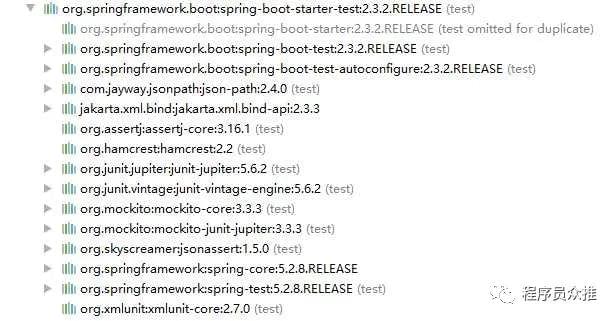 org.springframework.boot:spring-boot-starter-test:2.3.2.RELEASE (test)
org.springframework.boot:spring-boot-starter:2.3.2.RELEASE (test omitted for duplicate)
org.springframework.boot:spring-boot-test:2.3.2.RELEASE (test)
org.springframework.boot:spring-boot-test-autoconfigure:2.3.2.RELEASE (test)
com.jayway.jsonpath:json-path:2.4.0 (test)
jakarta.xml.bind:jakarta.xml.bind-api:2.3.3
org.assertj:assertj-core:3.16.1 (test)
org.hamcrest:hamcrest:2.2 (test)
org.junit.jupiter:junit-jupiter:5.6.2 (test)
org.junit.vintage:junit-vintage-engine:5.6.2 (test)
org.mockito:mockito-core:3.3.3 (test)
org.mockito:mockito-junit-jupiter:3.3.3 (test)
org.skyscreamer:jsonassert:1.5.0 (test)
org.springframework:spring-core:5.2.8.RELEASE
org.springframework:spring-test:5.2.8.RELEASE (test)
org.xmlunit:xmlunit-core:2.7.0 (test)
程序员众推